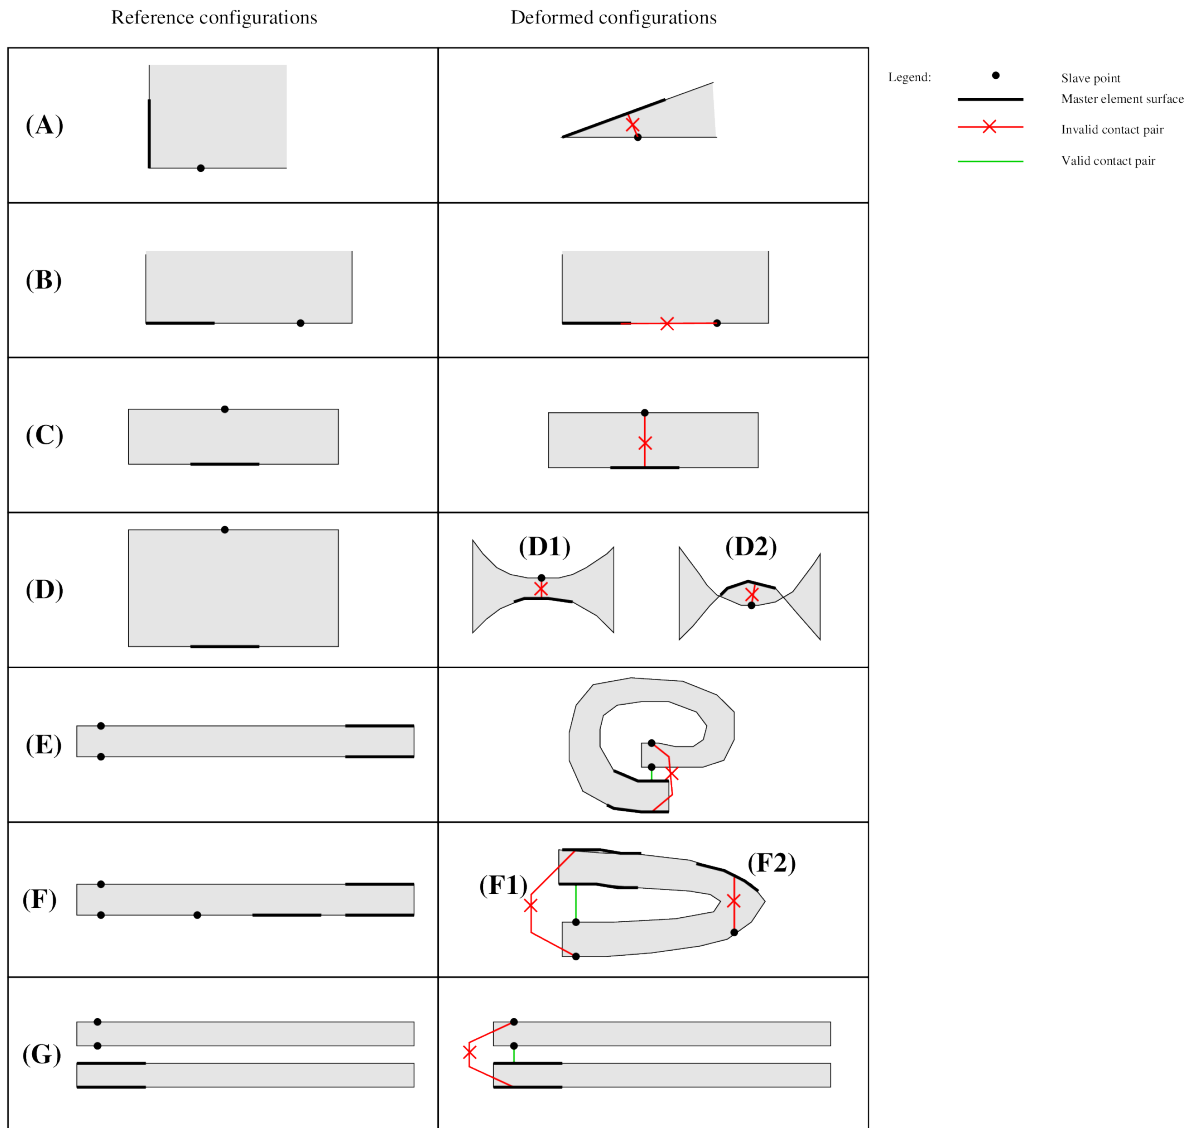 Reference configurations
Deformed configurations
Legend:
Slave point
Master element surface
Invalid contact pair
Valid contact pair
(A)
(B)
(C)
(D)
(D1)
(D2)
(E)
(F)
(F1)
(F2)
(G)